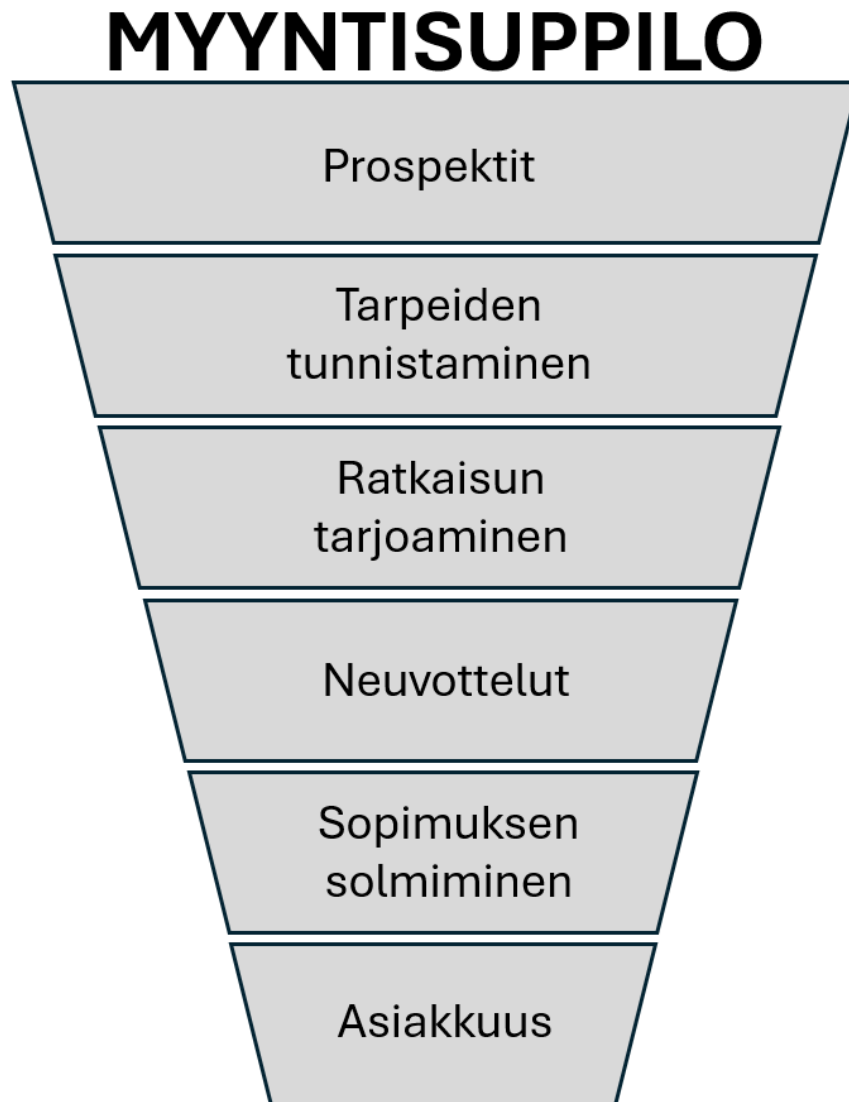 MYYNTISUPPILO
Prospektit
Tarpeiden
tunnistaminen
Ratkaisun
tarjoaminen
Neuvottelut
Sopimuksen
solmiminen
Asiakkuus